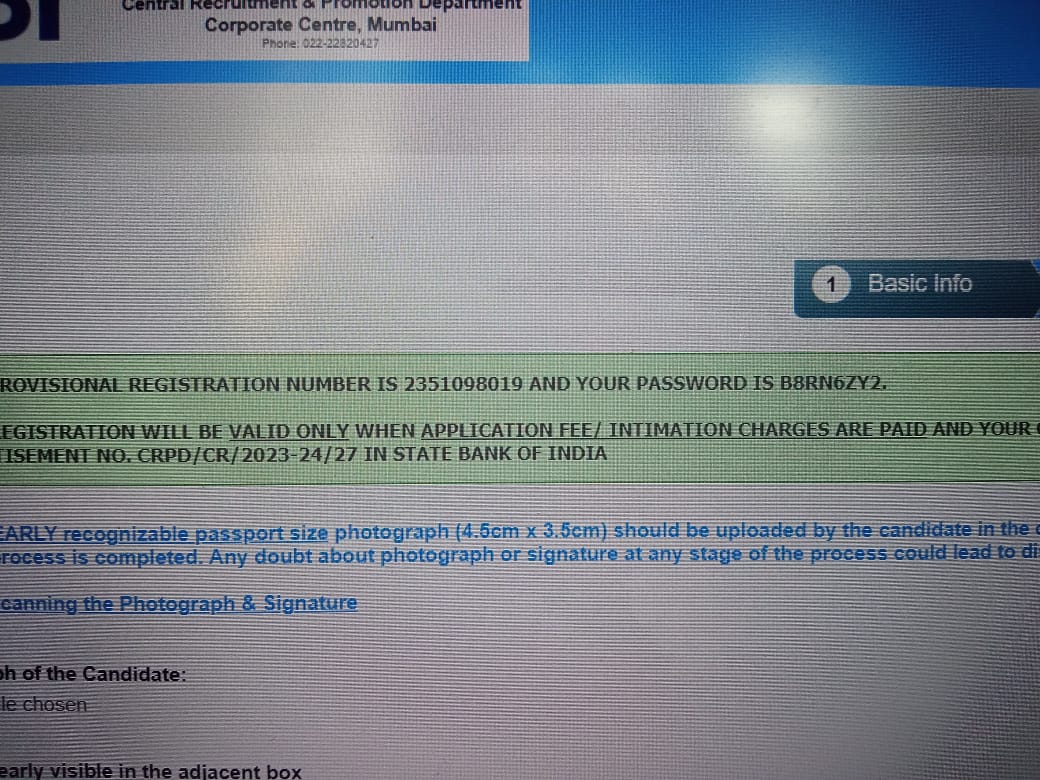 Central Recruitment & Promotion Department
Corporate Centre, Mumbai
Phone: 022-22820427
1 Basic Info
ROVISIONAL REGISTRATION NUMBER IS 2351098019 AND YOUR PASSWORD IS B8RN6ZY2.
EGISTRATION WILL BE VALID ONLY WHEN APPLICATION FEE/ INTIMATION CHARGES ARE PAID AND YOUR
TISEMENT NO. CRPD/CR/2023-24/27 IN STATE BANK OF INDIA
EARLY recognizable passport size photograph (4.5cm x 3.5cm) should be uploaded by the candidate in the
rocess is completed. Any doubt about photograph or signature at any stage of the process could lead to di
canning the Photograph & Signature
ph of the Candidate:
le chosen
early visible in the adjacent box